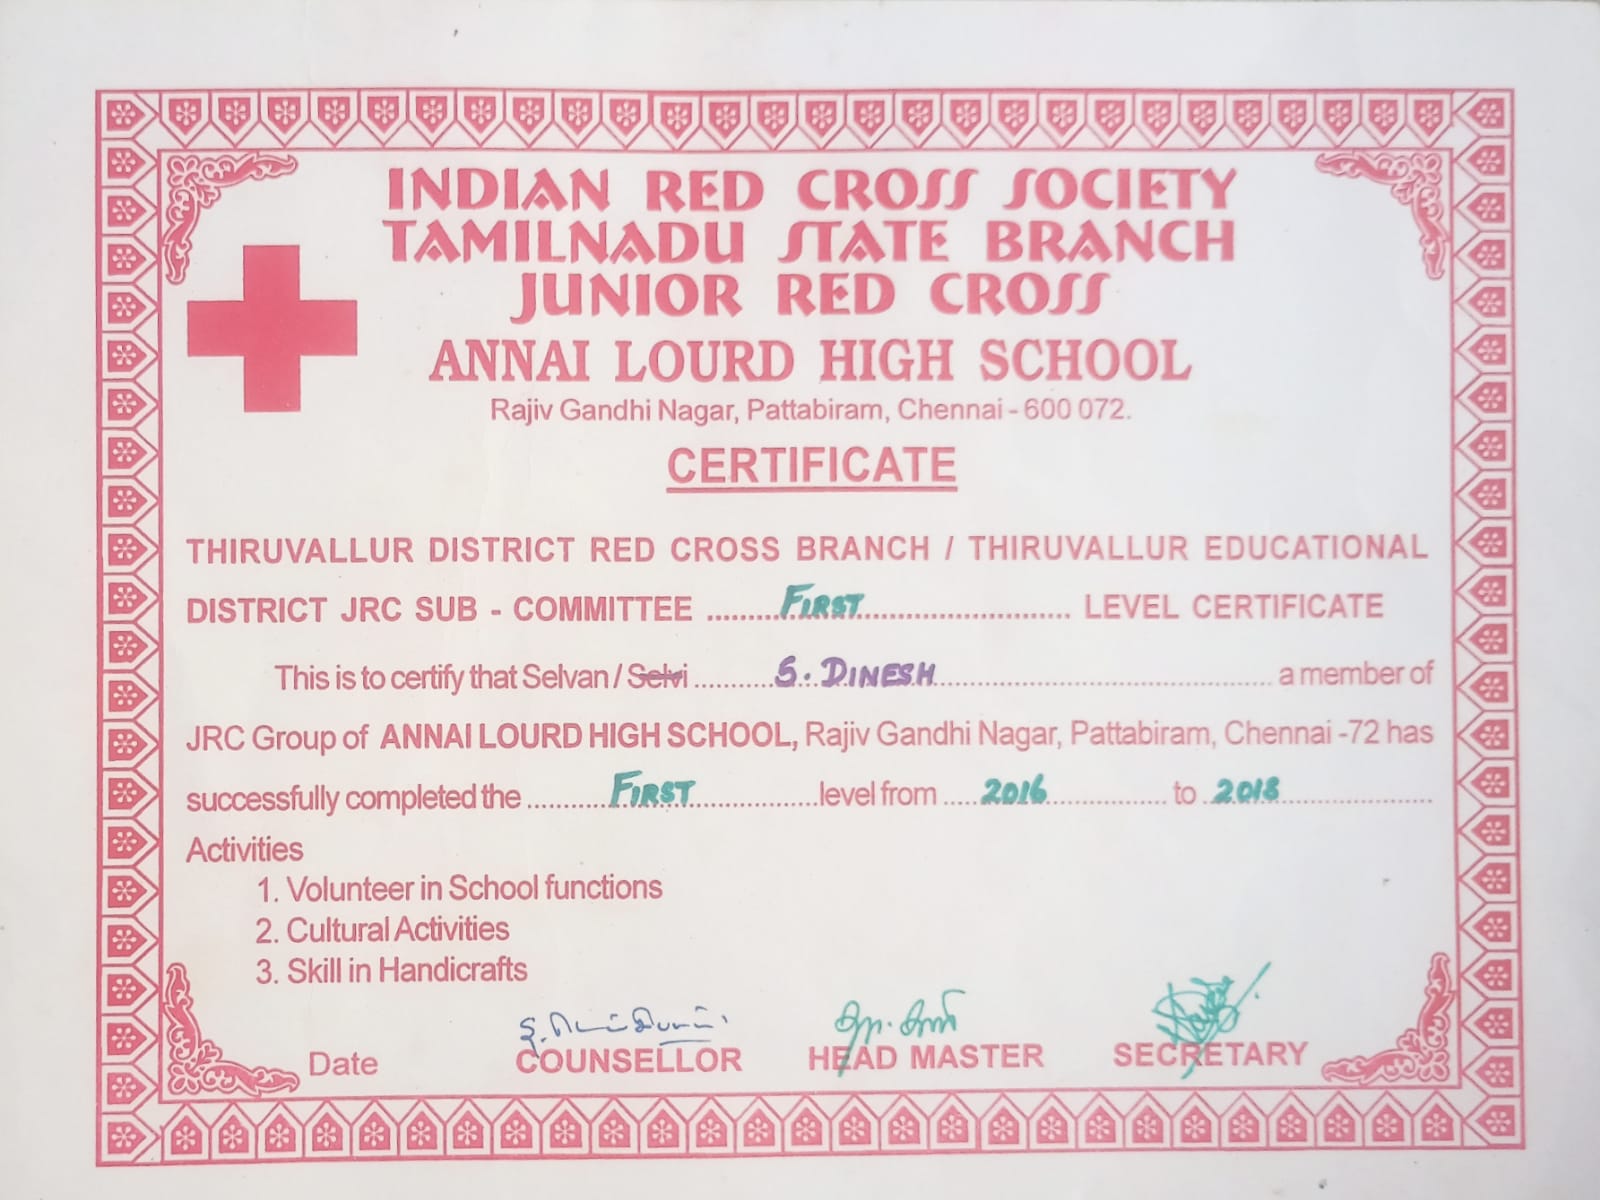 INDIAN RED CROSS SOCIETY
TAMILNADU STATE BRANCH
JUNIOR RED CROSS
ANNAI LOURD HIGH SCHOOL
Rajiv Gandhi Nagar, Pattabiram, Chennai - 600 072.
CERTIFICATE
THIRUVALLUR DISTRICT RED CROSS BRANCH / THIRUVALLUR EDUCATIONAL
DISTRICT JRC SUB - COMMITTEE ..........FIRST.......... LEVEL CERTIFICATE
This is to certify that Selvan / Selvi ..........S. DINESH.......... a member of
JRC Group of ANNAI LOURD HIGH SCHOOL, Rajiv Gandhi Nagar, Pattabiram, Chennai -72 has
successfully completed the ..........FIRST.......... level from .....2016.......... to ..2018..........
Activities
1. Volunteer in School functions
2. Cultural Activities
3. Skill in Handicrafts
Date COUNSELLOR HEAD MASTER SECRETARY